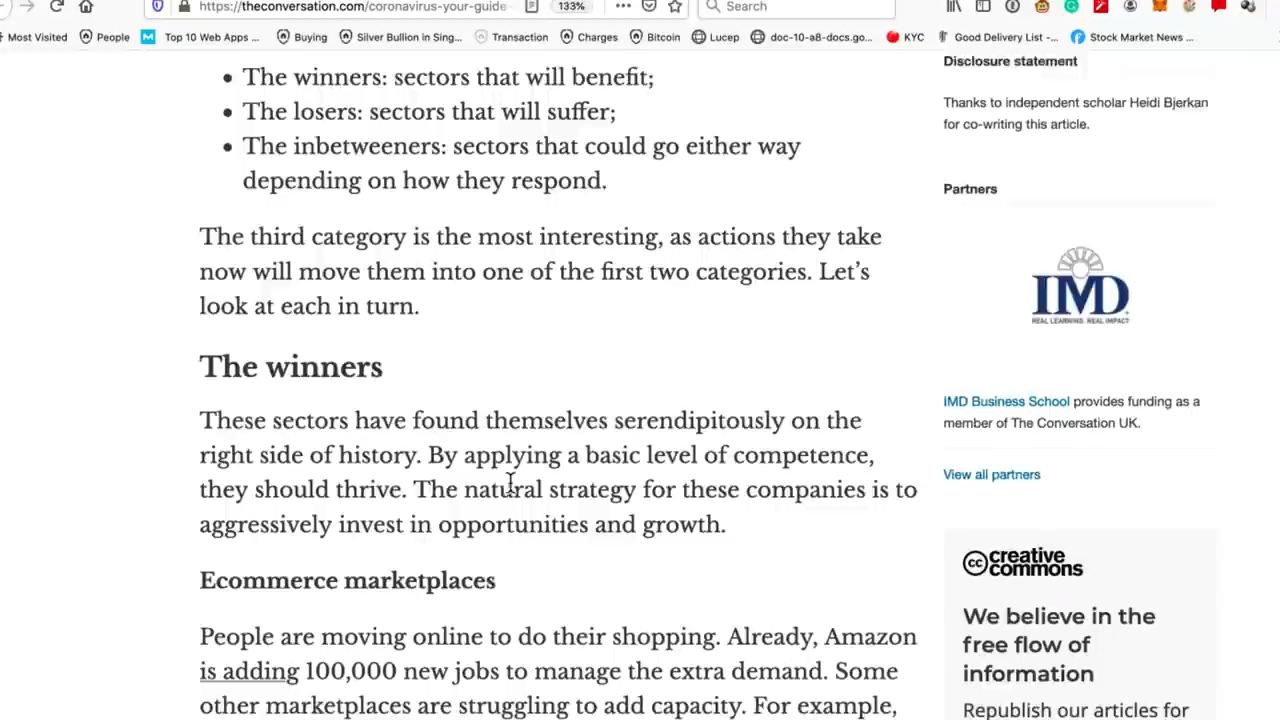 https://theconversation.com/coronavirus-your-guide
133%
Search
Most Visited
People
Top 10 Web Apps ...
Buying
Silver Bullion in Sing...
Transaction
Charges
Bitcoin
Lucep
doc-10-a8-docs.go...
KYC
Good Delivery List -...
Stock Market News ...
The winners: sectors that will benefit;
The losers: sectors that will suffer;
The inbetweeners: sectors that could go either way
depending on how they respond.
The third category is the most interesting, as actions they take
now will move them into one of the first two categories. Let’s
look at each in turn.
The winners
These sectors have found themselves serendipitously on the
right side of history. By applying a basic level of competence,
they should thrive. The natural strategy for these companies is to
aggressively invest in opportunities and growth.
Ecommerce marketplaces
People are moving online to do their shopping. Already, Amazon
is adding 100,000 new jobs to manage the extra demand. Some
other marketplaces are struggling to add capacity. For example,
Disclosure statement
Thanks to independent scholar Heidi Bjerkan
for co-writing this article.
Partners
IMD
REAL LEARNING. REAL IMPACT
IMD Business School provides funding as a
member of The Conversation UK.
View all partners
cc creative
commons
We believe in the
free flow of
information
Republish our articles for